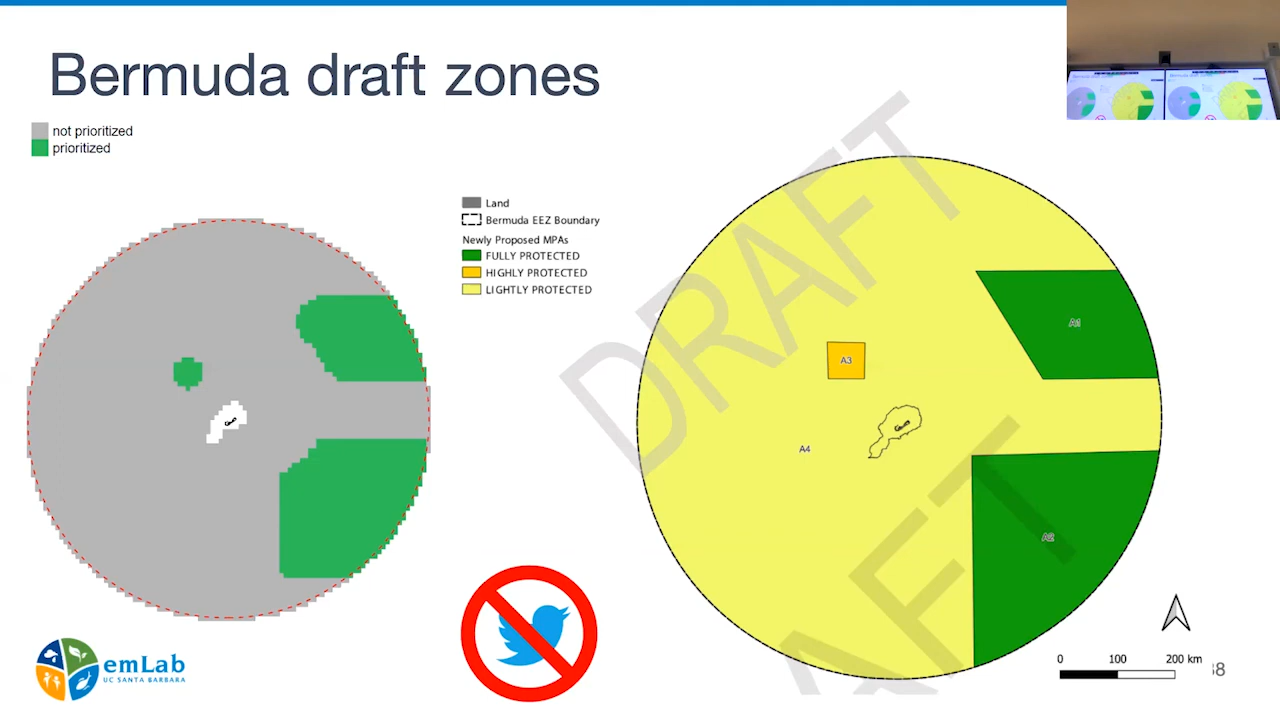 Bermuda draft zones
not prioritized
prioritized
Land
Bermuda EEZ Boundary
Newly Proposed MPAs
FULLY PROTECTED
HIGHLY PROTECTED
LIGHTLY PROTECTED
DRAFT
A1
A3
A4
A2
AFT
0 100 200 km
emLab
UC SANTA BARBARA